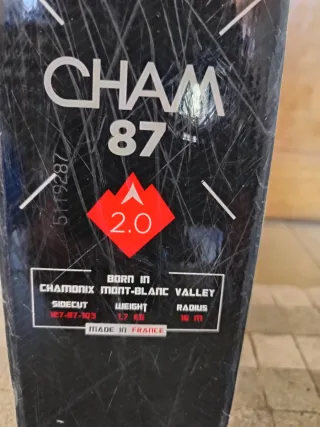 CHAM
87
5119287
2.0
BORN IN
CHAMONIX MONT-BLANC VALLEY
SIDECUT WEIGHT RADIUS
127-87-103 1,7 KG 16 M
MADE IN FRANCE